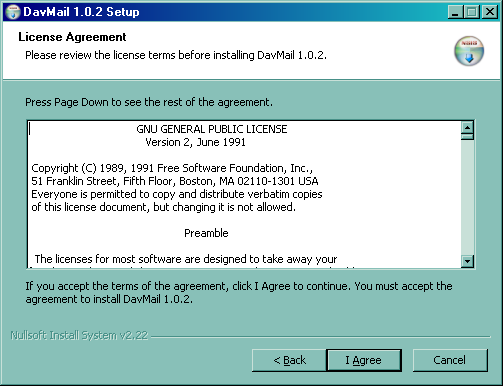 DavMail 1.0.2 Setup
License Agreement
Please review the license terms before installing DavMail 1.0.2.
Press Page Down to see the rest of the agreement.
GNU GENERAL PUBLIC LICENSE
Version 2, June 1991
Copyright (C) 1989, 1991 Free Software Foundation, Inc.,
51 Franklin Street, Fifth Floor, Boston, MA 02110-1301 USA
Everyone is permitted to copy and distribute verbatim copies
of this license document, but changing it is not allowed.
Preamble
The licenses for most software are designed to take away your
If you accept the terms of the agreement, click I Agree to continue. You must accept the
agreement to install DavMail 1.0.2.
Nullsoft Install System v2.22
< Back
I Agree
Cancel